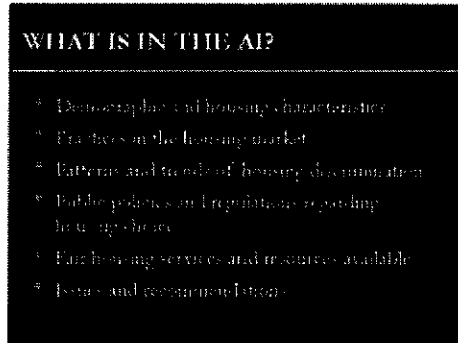 WHAT IS IN THE AI?
* Demographic and housing characteristics
* Practices in the housing market
* Patterns and trends of housing discrimination
* Public policies and regulations regarding
housing choice
* Fair housing services and resources available
* Issues and recommendations